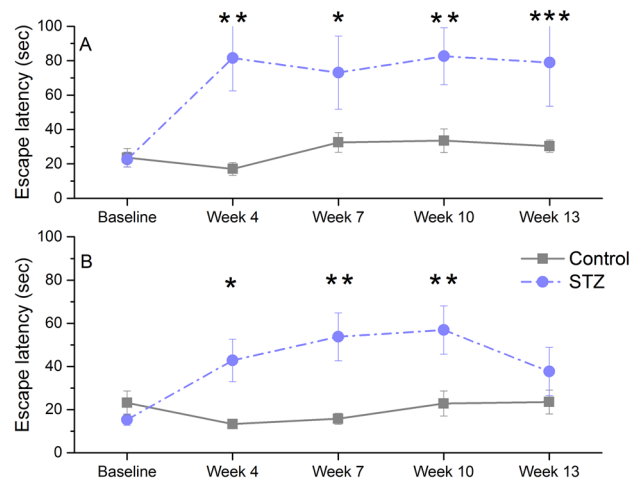 ** * ** ***
A
Escape latency (sec)
100
80
60
40
20
0
Baseline Week 4 Week 7 Week 10 Week 13
B
Escape latency (sec)
100
80
60
40
20
0
Control
STZ
* ** **
Baseline Week 4 Week 7 Week 10 Week 13